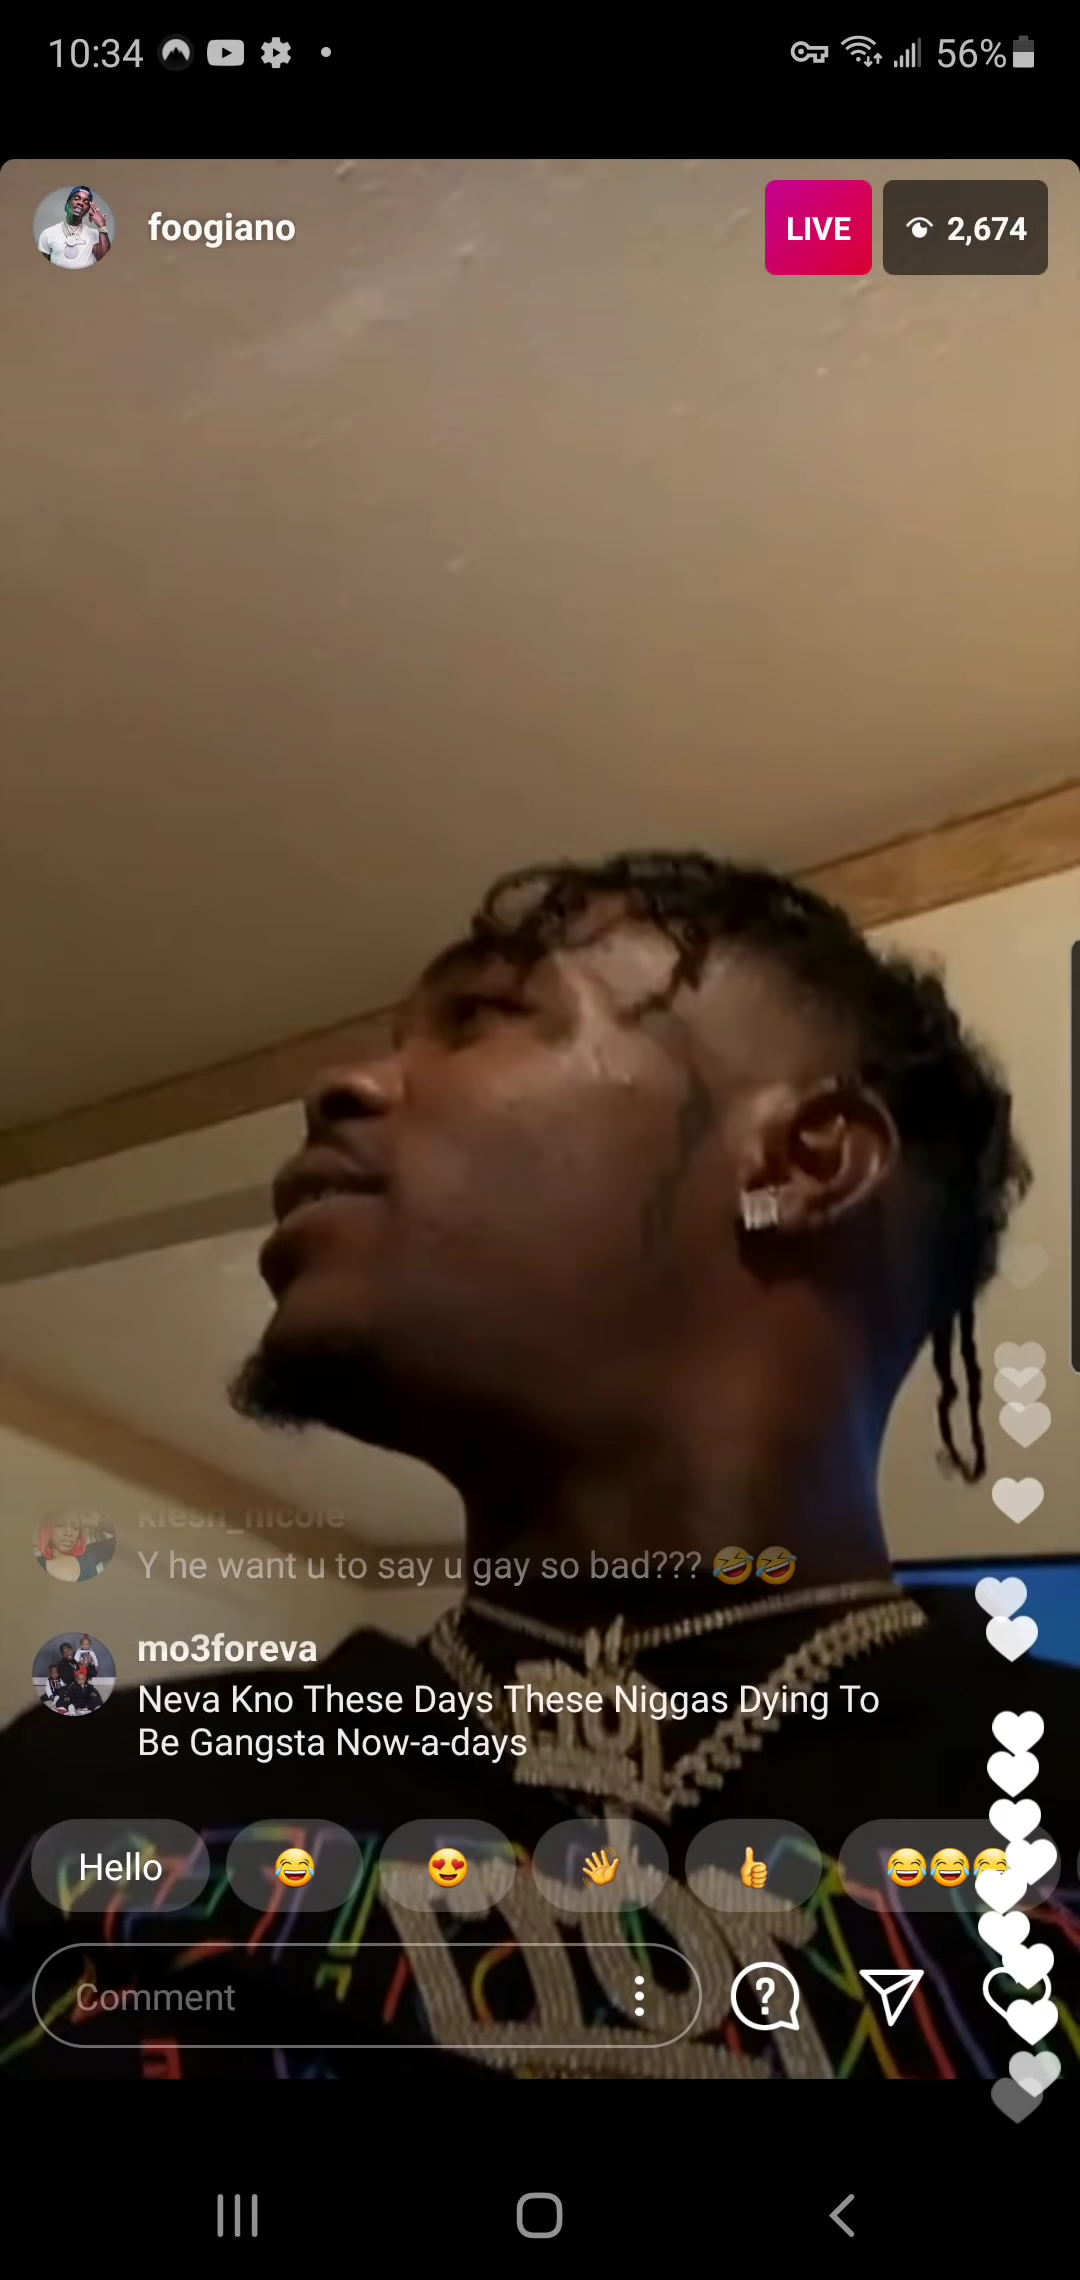 10:34
56%
foogiano
LIVE
2,674
kiesh_nicole
Y he want u to say u gay so bad??? 🤣🤣
mo3foreva
Neva Kno These Days These Niggas Dying To
Be Gangsta Now-a-days
Hello
😂
😍
👋
👍
😂😂😂
Comment